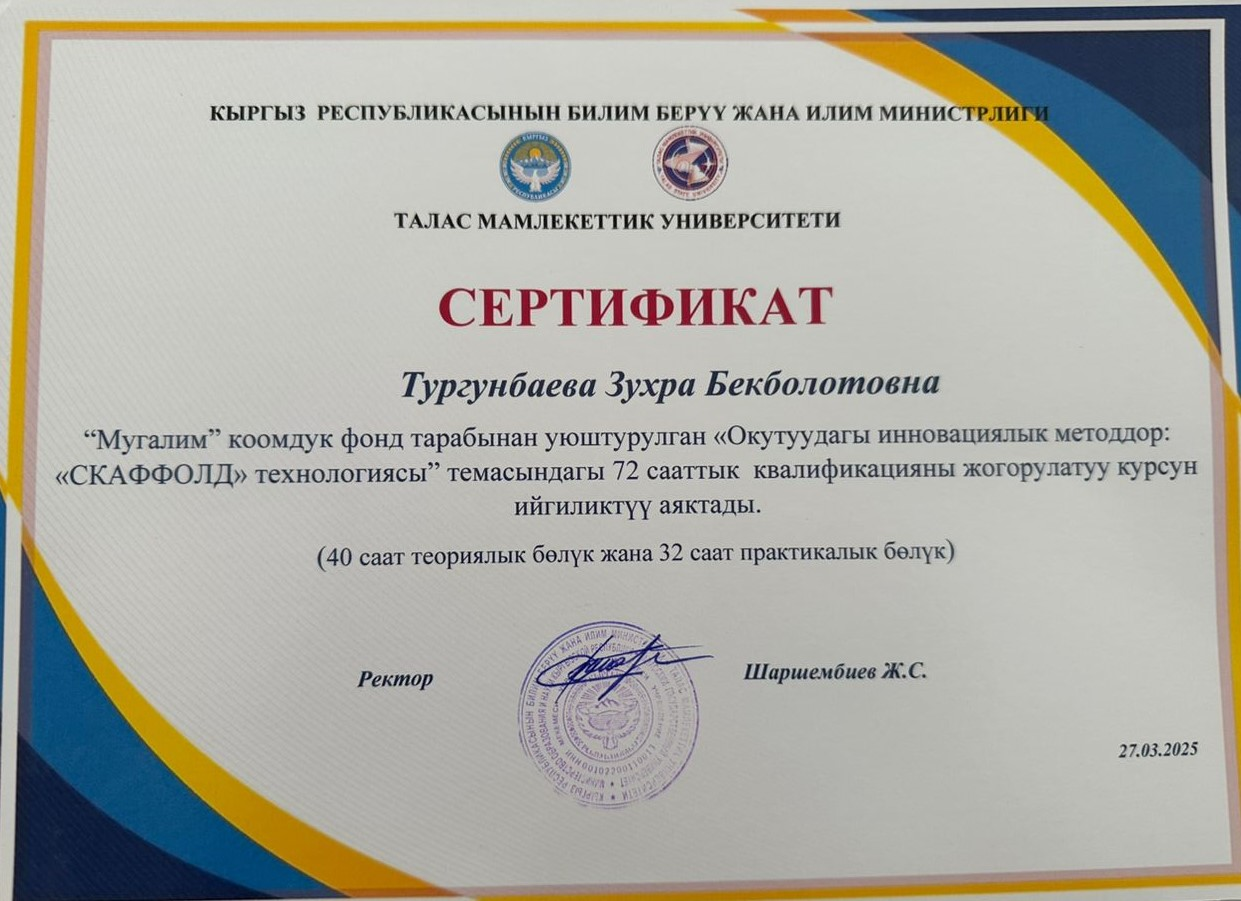 КЫРГЫЗ РЕСПУБЛИКАСЫНЫН БИЛИМ БЕРҮҮ ЖАНА ИЛИМ МИНИСТРЛИГИ
ТАЛАС МАМЛЕКЕТТИК УНИВЕРСИТЕТИ
СЕРТИФИКАТ
Тургунбаева Зухра Бекболотовна
“Мугалим” коомдук фонд тарабынан уюштурулган «Окутуудагы инновациялык методдор:
«СКАФФОЛД» технологиясы” темасындагы 72 сааттык квалификацияны жогорулатуу курсун
ийгиликтүү аяктады.
(40 саат теориялык бөлүк жана 32 саат практикалык бөлүк)
Ректор
Шаршембиев Ж.С.
27.03.2025